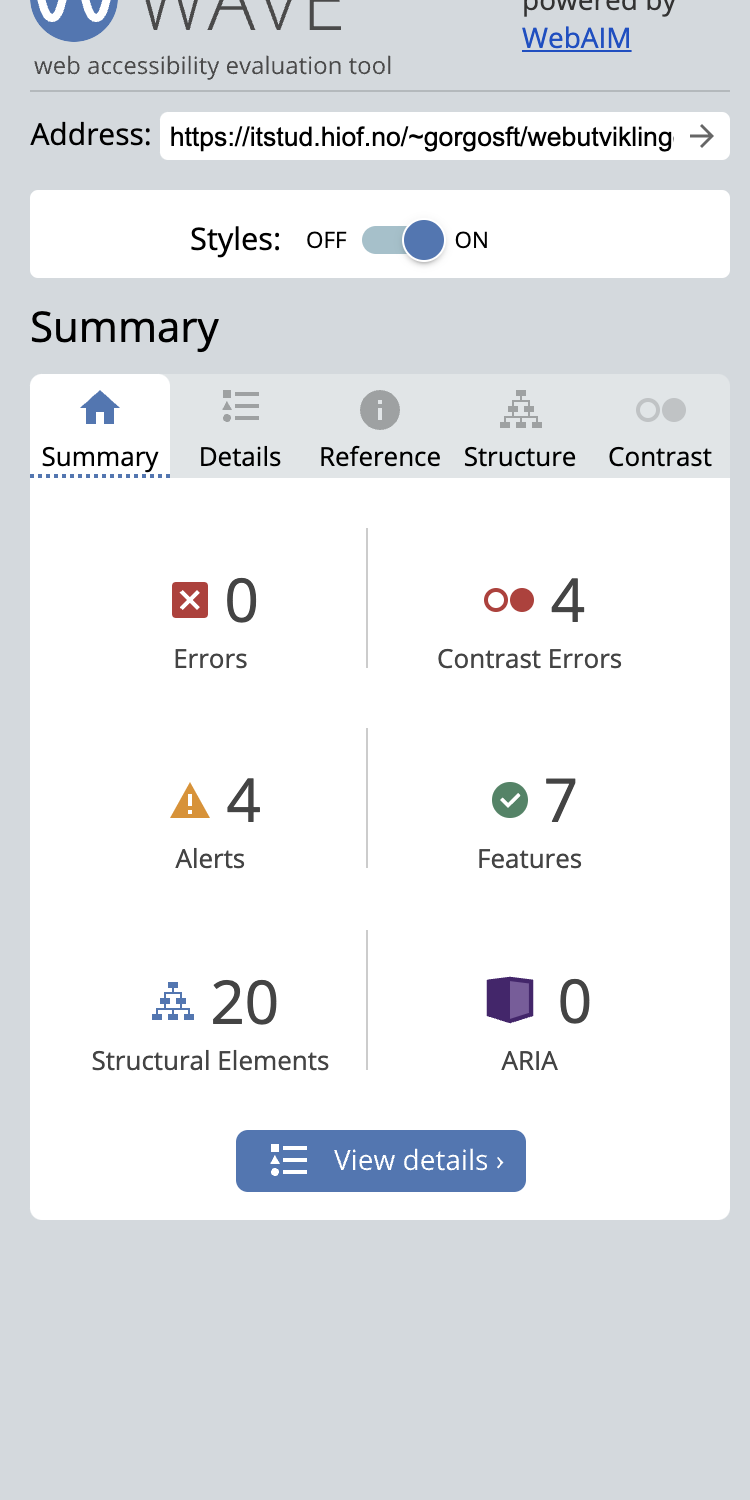 WAVE
powered by
WebAIM
web accessibility evaluation tool
Address: https://itstud.hiof.no/~gorgosft/webutvikling
Styles: OFF ON
Summary
Summary Details Reference Structure Contrast
0 4
Errors Contrast Errors
4 7
Alerts Features
20 0
Structural Elements ARIA
View details ›